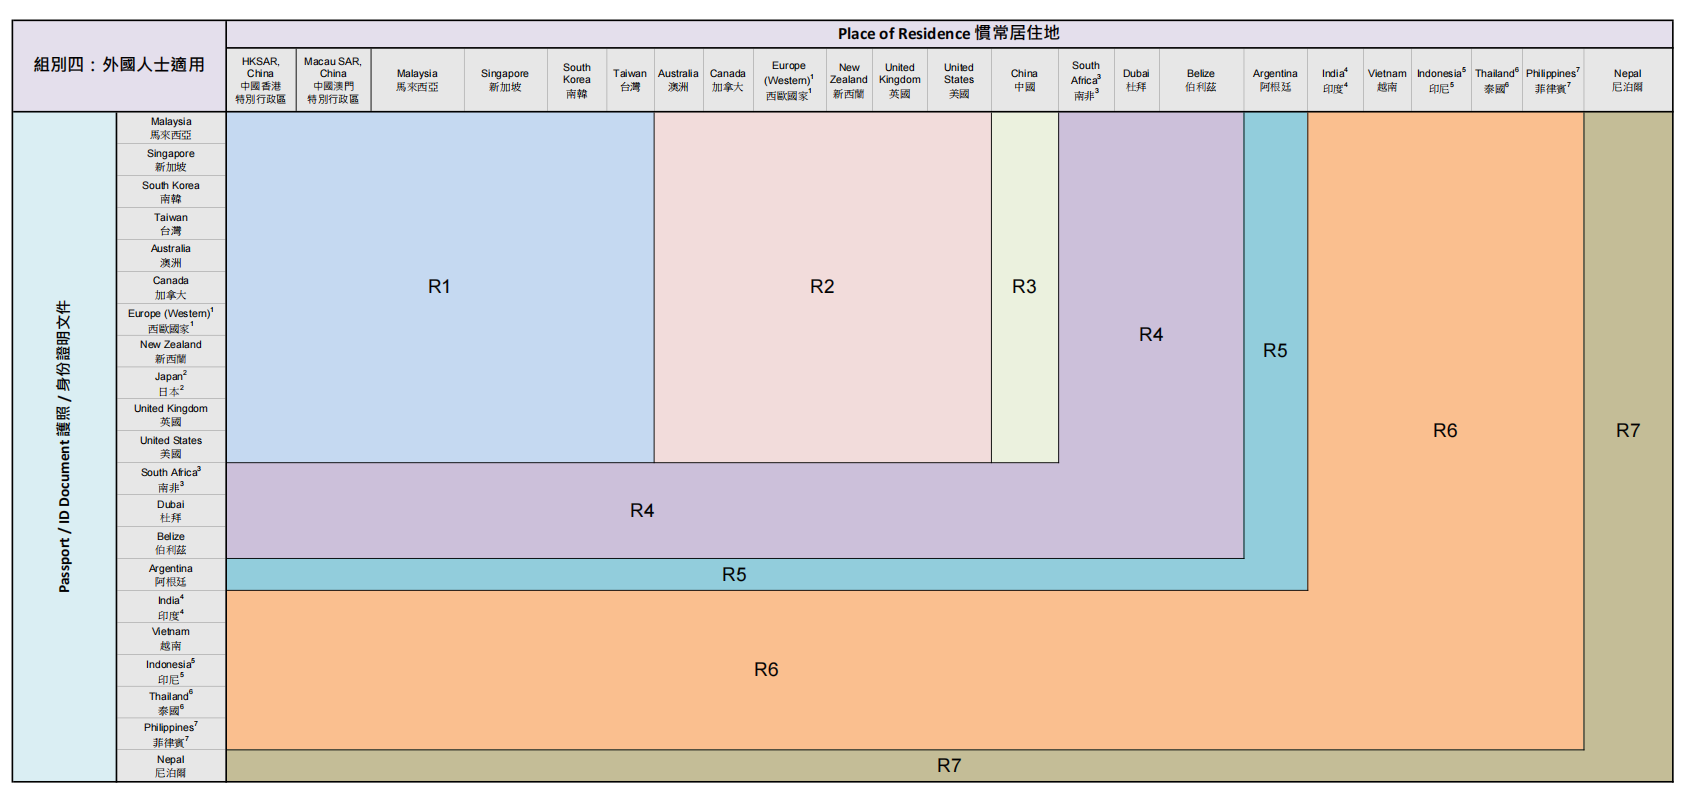 組別四：外國人士適用
Place of Residence 慣常居住地
HKSAR,
China
中國香港
特別行政區
Macau SAR,
China
中國澳門
特別行政區
Malaysia
馬來西亞
Singapore
新加坡
South
Korea
南韓
Taiwan
台灣
Australia
澳洲
Canada
加拿大
Europe
(Western)¹
西歐國家¹
New
Zealand
新西蘭
United
Kingdom
英國
United
States
美國
China
中國
South
Africa³
南非³
Dubai
杜拜
Belize
伯利茲
Argentina
阿根廷
India⁴
印度⁴
Vietnam
越南
Indonesia⁵
印尼⁵
Thailand⁶
泰國⁶
Philippines⁷
菲律賓⁷
Nepal
尼泊爾
Passport / ID Document 護照 / 身份證明文件
Malaysia
馬來西亞
Singapore
新加坡
South Korea
南韓
Taiwan
台灣
Australia
澳洲
Canada
加拿大
Europe (Western)¹
西歐國家¹
New Zealand
新西蘭
Japan²
日本²
United Kingdom
英國
United States
美國
South Africa³
南非³
Dubai
杜拜
Belize
伯利茲
Argentina
阿根廷
India⁴
印度⁴
Vietnam
越南
Indonesia⁵
印尼⁵
Thailand⁶
泰國⁶
Philippines⁷
菲律賓⁷
Nepal
尼泊爾
R1
R2
R3
R4
R5
R6
R7
R4
R5
R6
R7